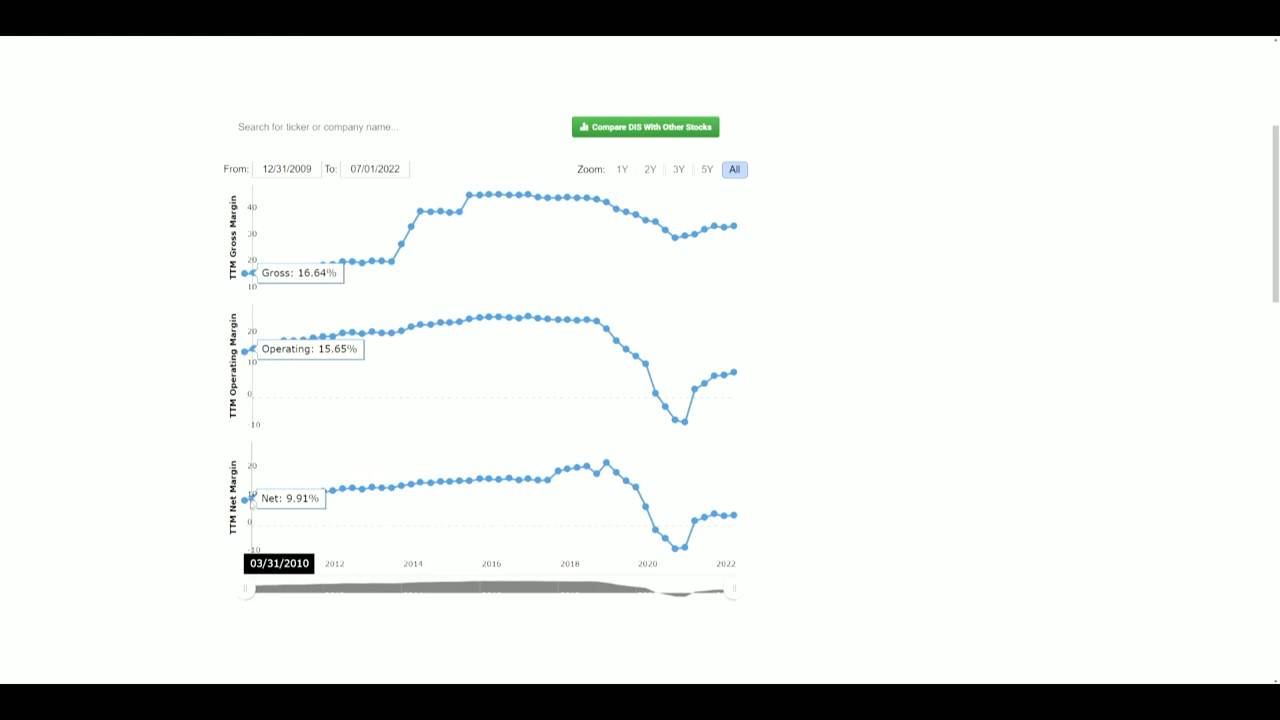 Search for ticker or company name...
Compare DIS With Other Stocks
From: 12/31/2009 To: 07/01/2022
Zoom: 1Y 2Y 3Y 5Y All
TTM Gross Margin
40
30
20
10
Gross: 16.64%
TTM Operating Margin
20
10
0
-10
Operating: 15.65%
TTM Net Margin
20
0
-10
Net: 9.91%
03/31/2010 2012 2014 2016 2018 2020 2022